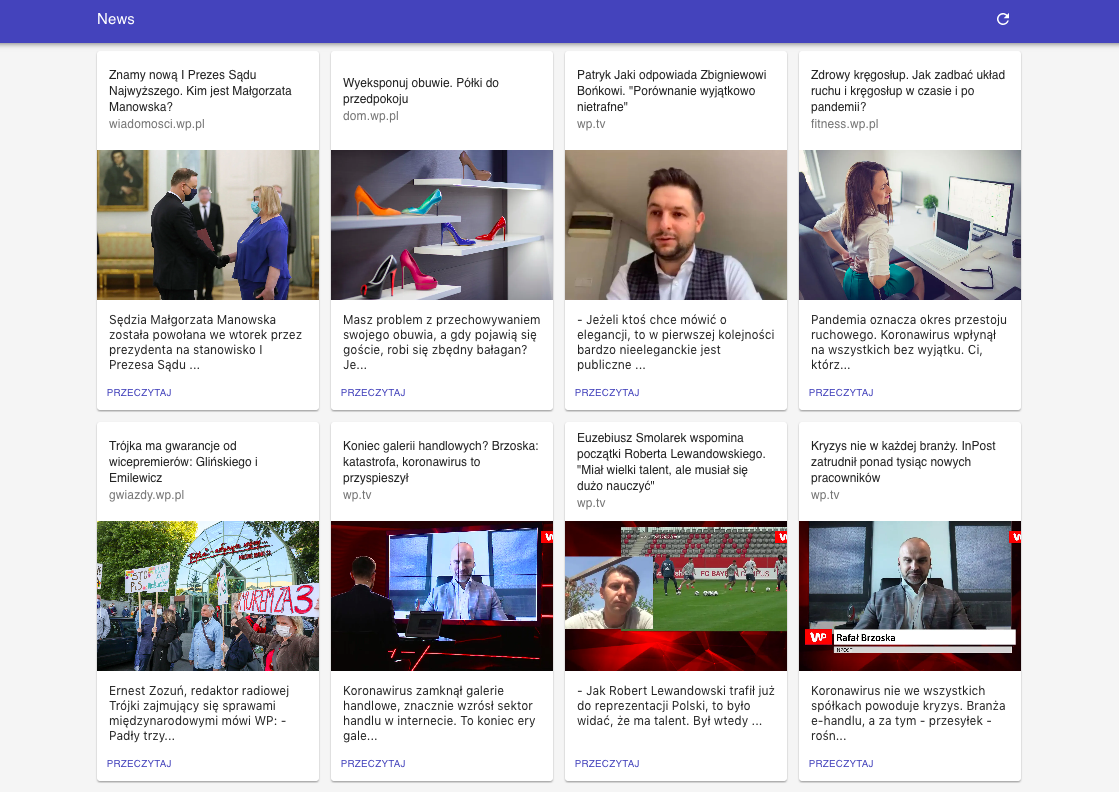 News
Znamy nową I Prezes Sądu
Najwyższego. Kim jest Małgorzata
Manowska?
wiadomosci.wp.pl
Sędzia Małgorzata Manowska
została powołana we wtorek przez
prezydenta na stanowisko I
Prezesa Sądu ...
PRZECZYTAJ
Wyeksponuj obuwie. Półki do
przedpokoju
dom.wp.pl
Masz problem z przechowywaniem
swojego obuwia, a gdy pojawią się
goście, robi się zbędny bałagan?
Je...
PRZECZYTAJ
Patryk Jaki odpowiada Zbigniewowi
Bońkowi. "Porównanie wyjątkowo
nietrafne"
wp.tv
- Jeżeli ktoś chce mówić o
elegancji, to w pierwszej kolejności
bardzo nieeleganckie jest
publiczne ...
PRZECZYTAJ
Zdrowy kręgosłup. Jak zadbać układ
ruchu i kręgosłup w czasie i po
pandemii?
fitness.wp.pl
Pandemia oznacza okres przestoju
ruchowego. Koronawirus wpłynął
na wszystkich bez wyjątku. Ci,
którz...
PRZECZYTAJ
Trójka ma gwarancje od
wicepremierów: Glińskiego i
Emilewicz
gwiazdy.wp.pl
STOP
MUREM ZA 3
Ernest Zozuń, redaktor radiowej
Trójki zajmujący się sprawami
międzynarodowymi mówi WP: -
Padły trzy...
PRZECZYTAJ
Koniec galerii handlowych? Brzoska:
katastrofa, koronawirus to
przyspieszył
wp.tv
Koronawirus zamknął galerie
handlowe, znacznie wzrósł sektor
handlu w internecie. To koniec ery
gale...
PRZECZYTAJ
Euzebiusz Smolarek wspomina
początki Roberta Lewandowskiego.
"Miał wielki talent, ale musiał się
dużo nauczyć"
wp.tv
FC BAY
- Jak Robert Lewandowski trafił już
do reprezentacji Polski, to było
widać, że ma talent. Był wtedy ...
PRZECZYTAJ
Kryzys nie w każdej branży. InPost
zatrudnił ponad tysiąc nowych
pracowników
wp.tv
WP
Rafał Brzoska
INPOST
Koronawirus nie we wszystkich
spółkach powoduje kryzys. Branża
e-handlu, a za tym - przesyłek -
rośn...
PRZECZYTAJ